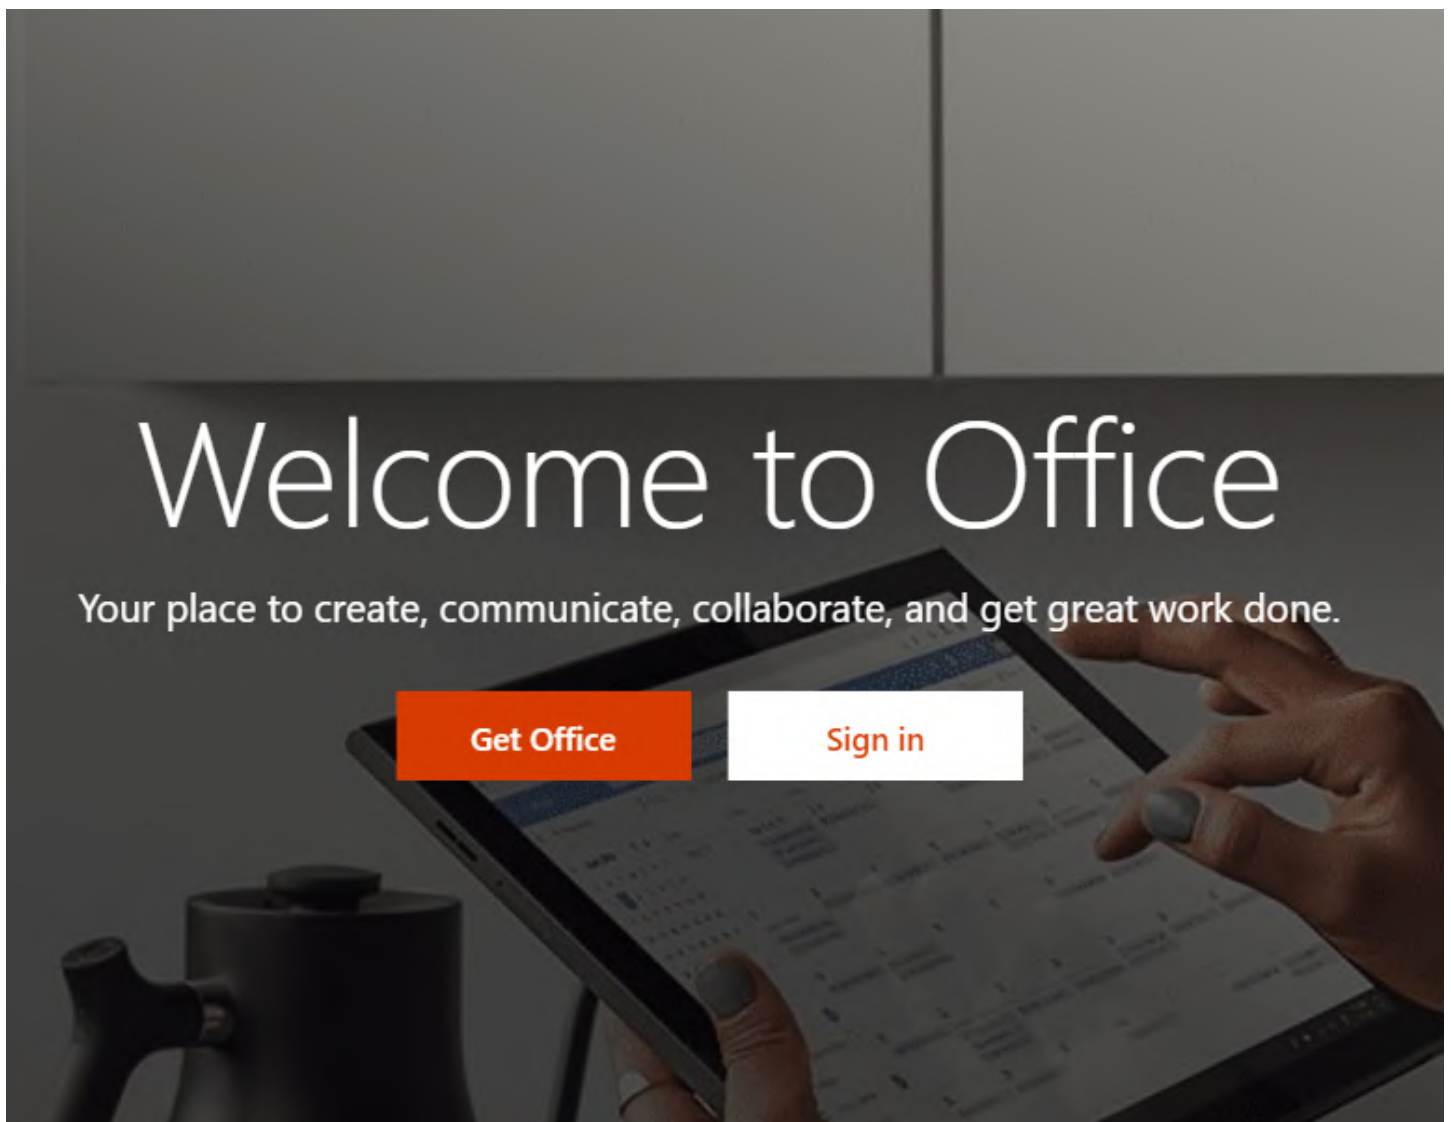 Welcome to Office
Your place to create, communicate, collaborate, and get great work done.
Get Office
Sign in